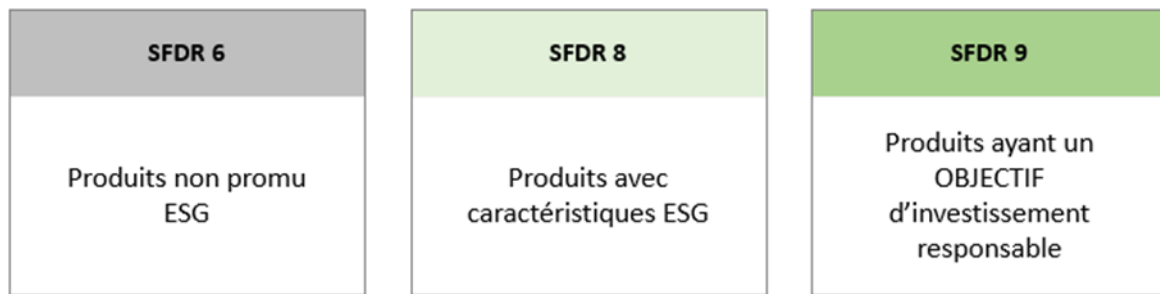 SFDR 6
Produits non promu
ESG
SFDR 8
Produits avec
caractéristiques ESG
SFDR 9
Produits ayant un
OBJECTIF
d’investissement
responsable